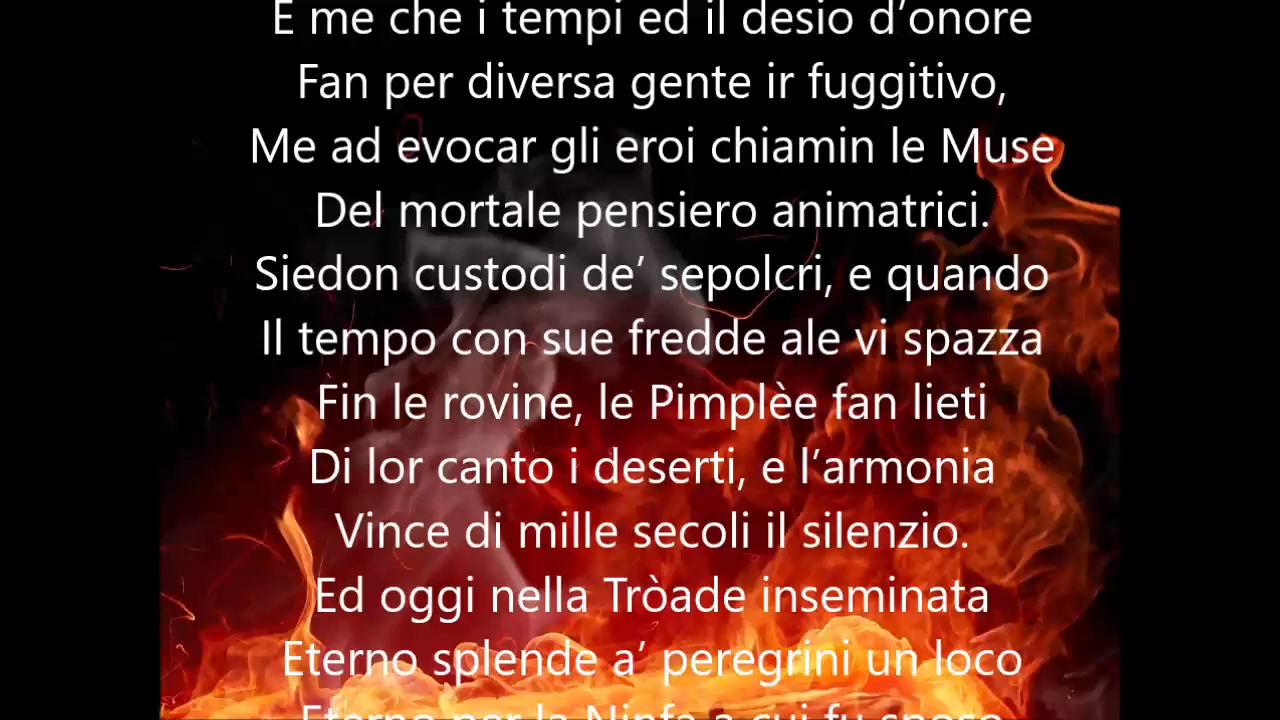 E me che i tempi ed il desio d’onore
Fan per diversa gente ir fuggitivo,
Me ad evocar gli eroi chiamin le Muse
Del mortale pensiero animatrici.
Siedon custodi de’ sepolcri, e quando
Il tempo con sue fredde ale vi spazza
Fin le rovine, le Pimplèe fan lieti
Di lor canto i deserti, e l’armonia
Vince di mille secoli il silenzio.
Ed oggi nella Tròade inseminata
Eterno splende a’ peregrini un loco
Eterno per la Ninfa a cui fu sposo